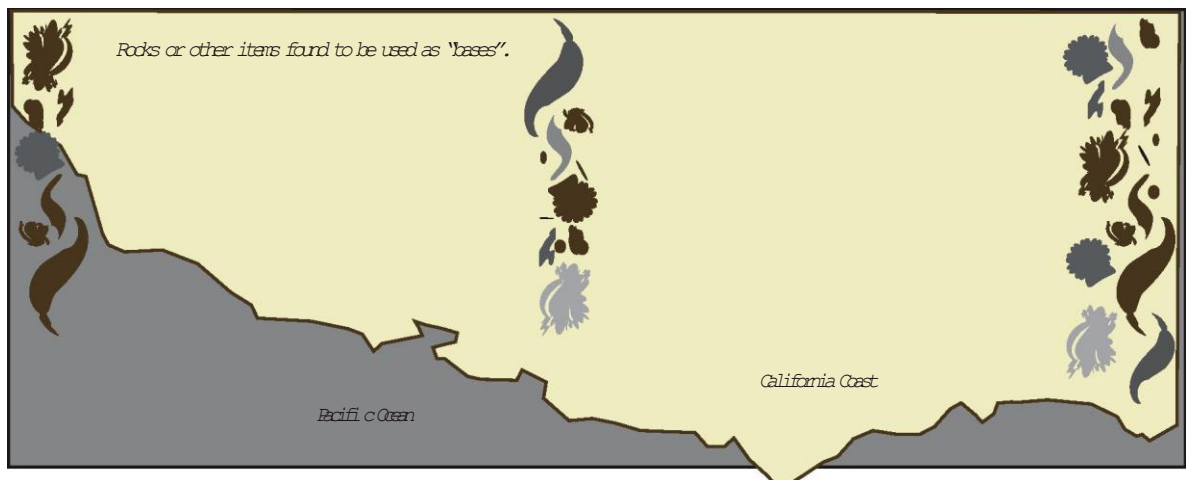 Rocks or other items found to be used as “bases”.
California Coast
Pacific Ocean